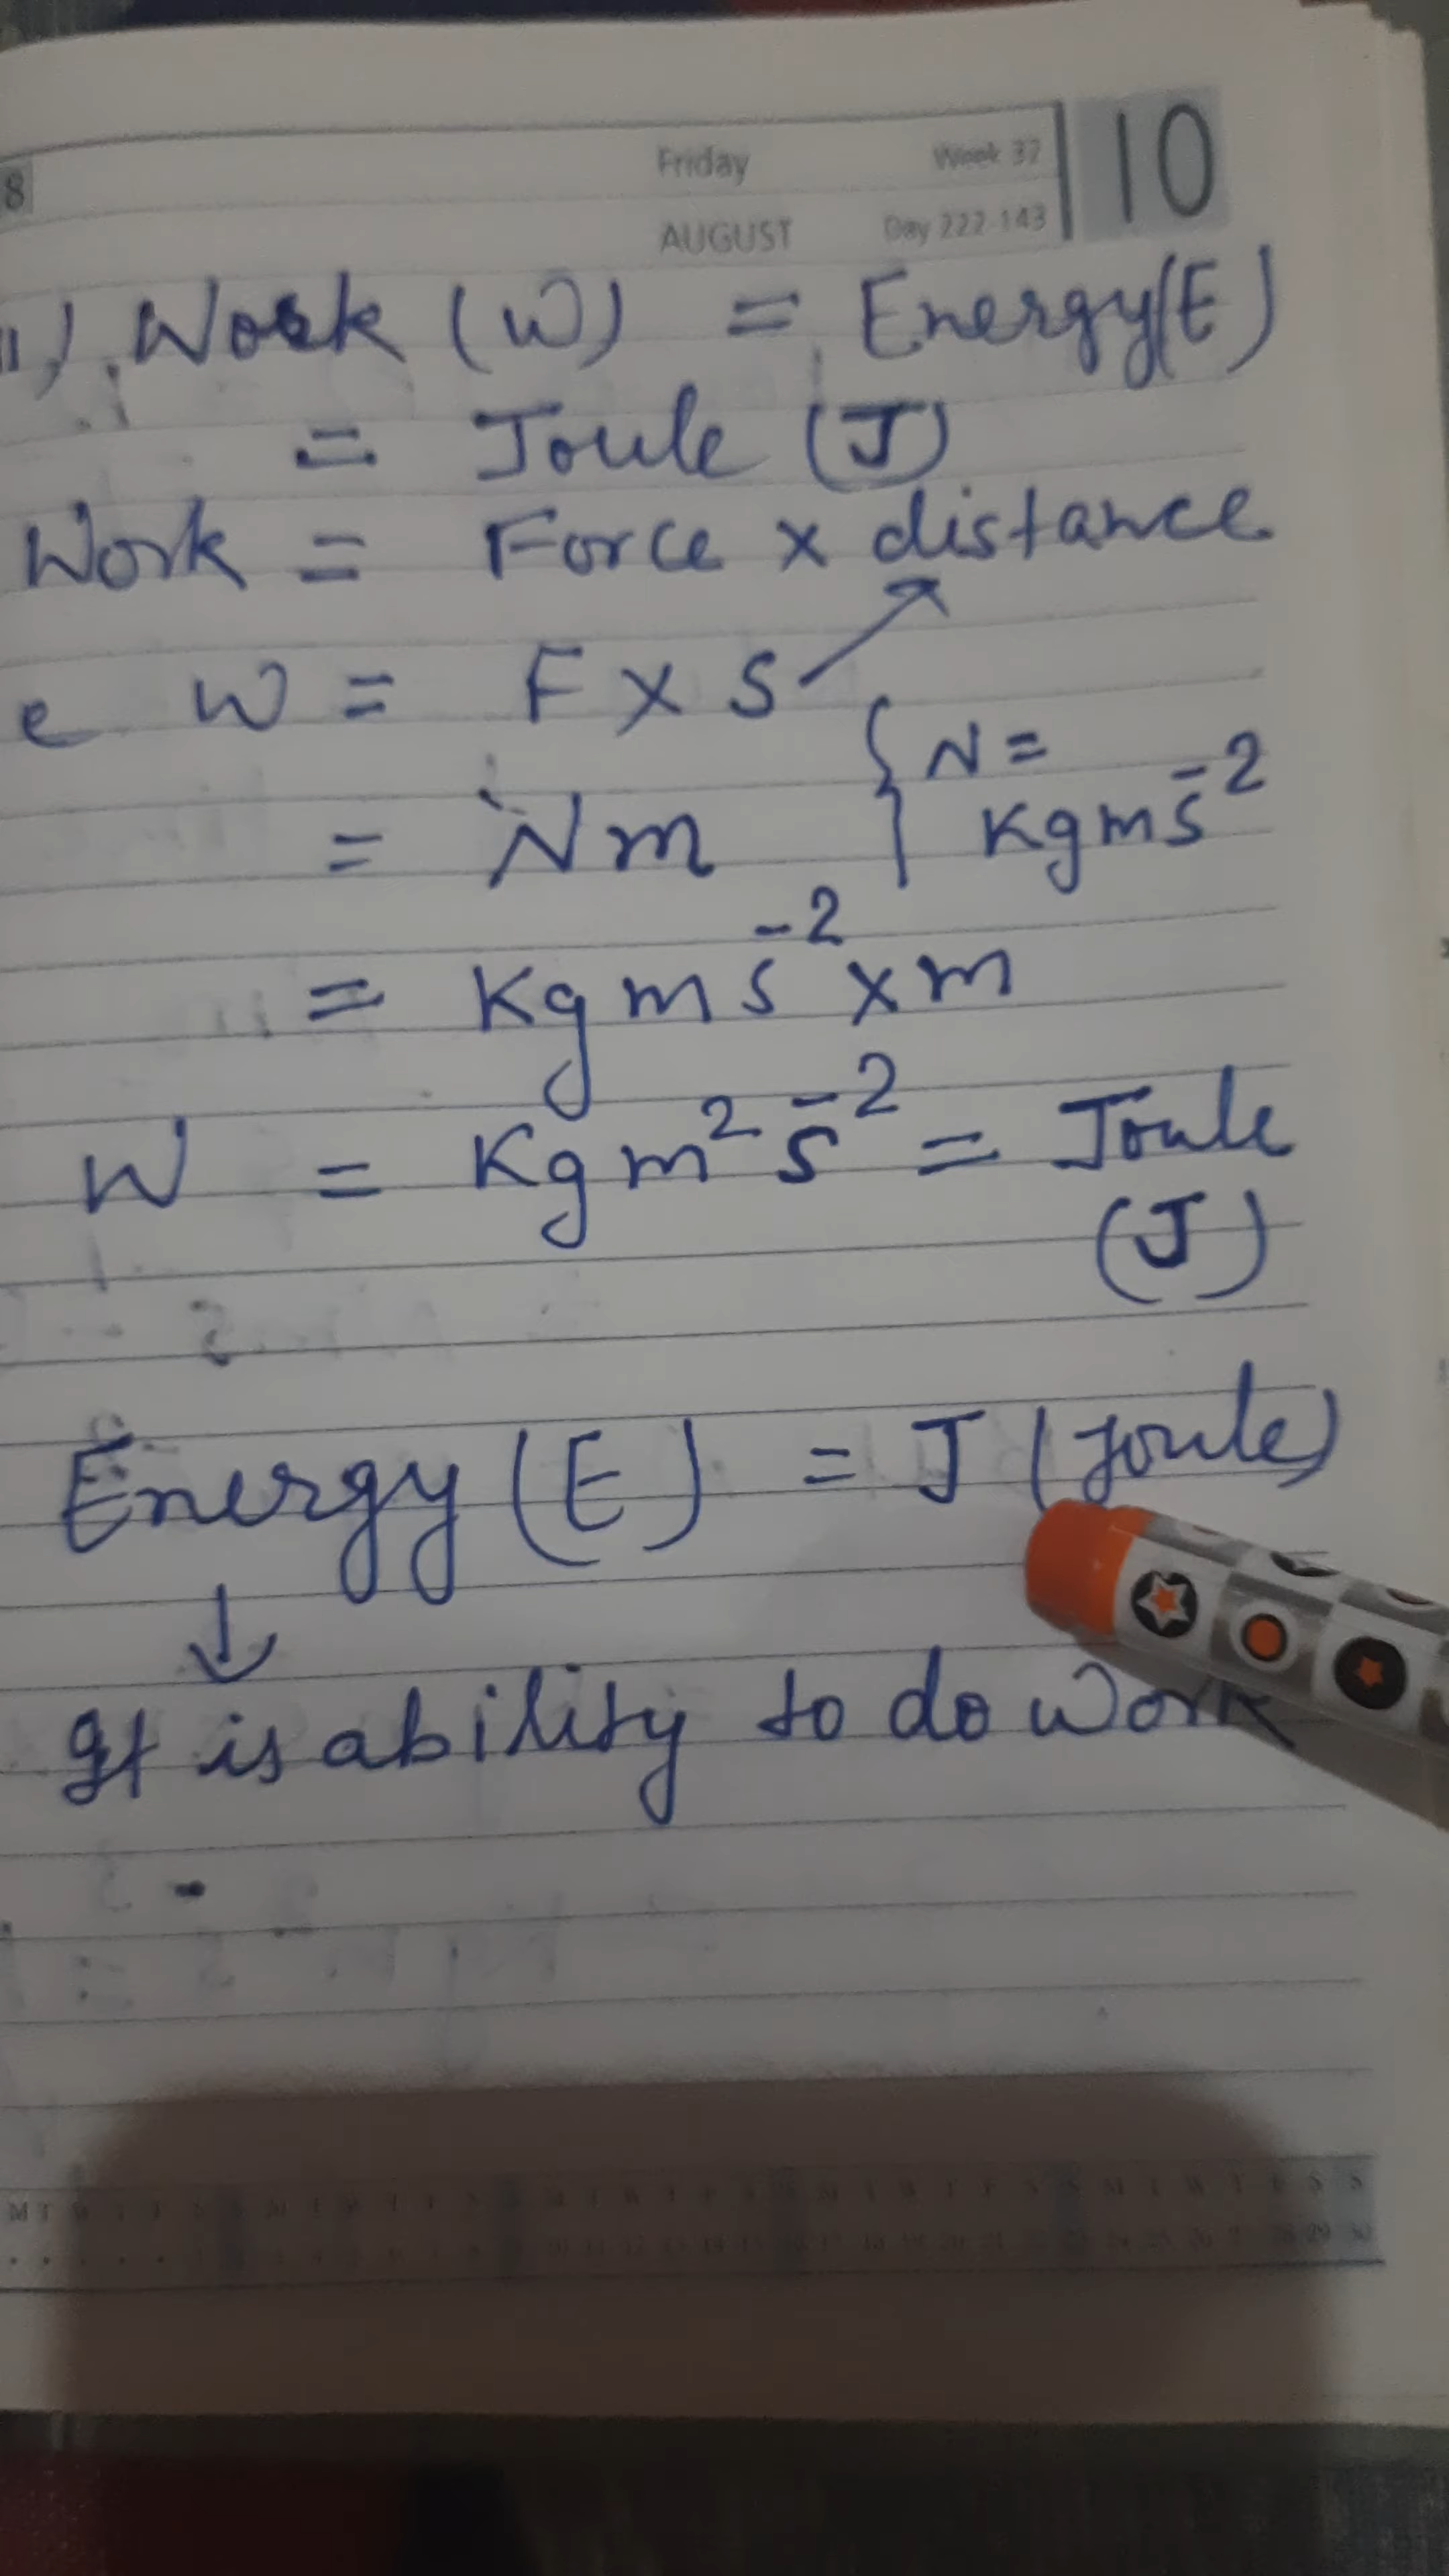 8 Friday Week 32 10
AUGUST Day 222-143
11) Work (W) = Energy (E)
= Joule (J)
Work = Force x distance
e W = F x s
= Nm { N =
Kgms⁻²
= Kgms⁻² x m
W = Kgm²s⁻² = Joule
(J)
Energy (E) = J (Joule)
↓
It is ability to do work